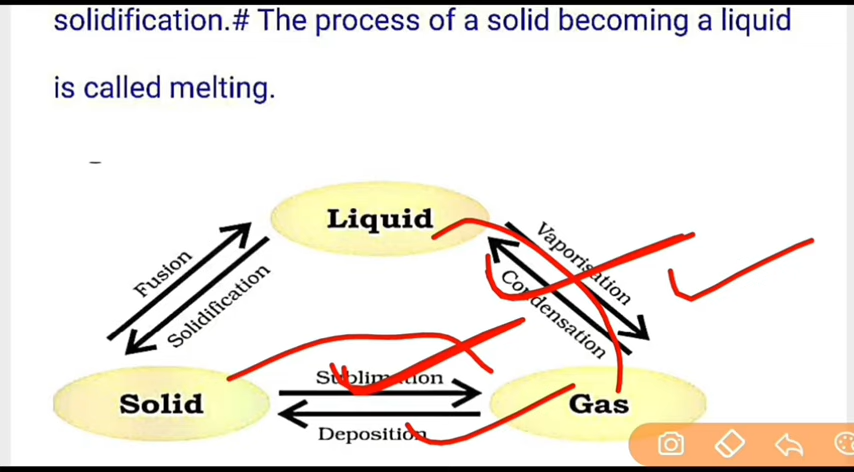 solidification.# The process of a solid becoming a liquid
is called melting.
Liquid
Fusion
Solidification
Vaporisation
Condensation
Solid
Sublimation
Gas
Deposition